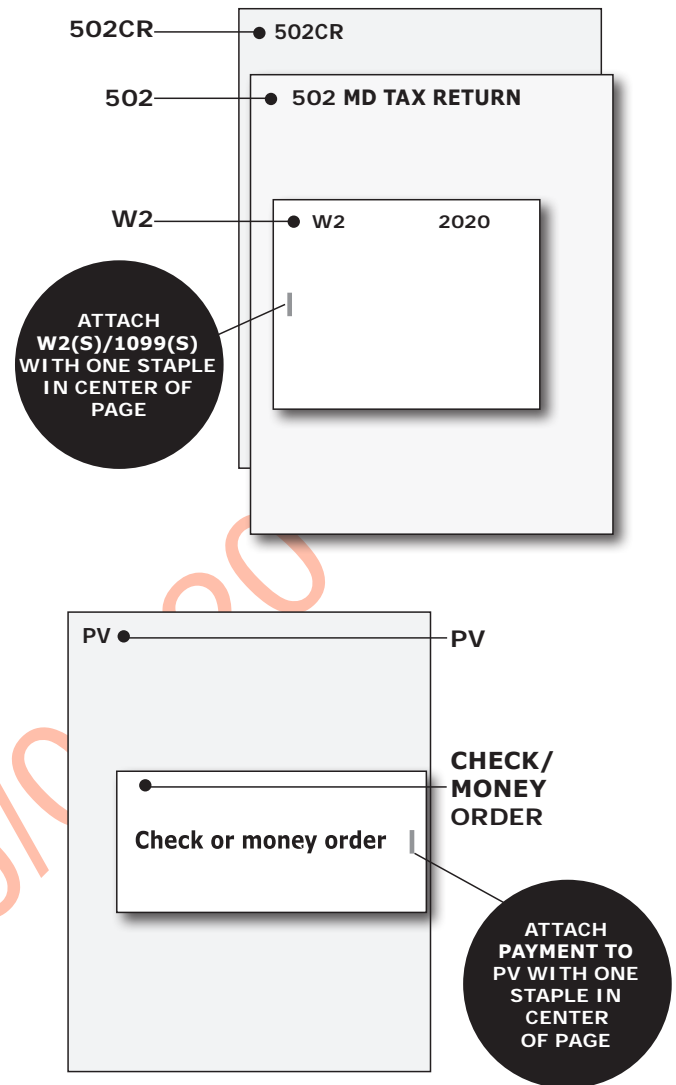 502CR
502CR
502
502 MD TAX RETURN
W2
W2 2020
ATTACH
W2(S)/1099(S)
WITH ONE STAPLE
IN CENTER OF
PAGE
PV
PV
CHECK/
MONEY
ORDER
Check or money order
ATTACH
PAYMENT TO
PV WITH ONE
STAPLE IN
CENTER
OF PAGE